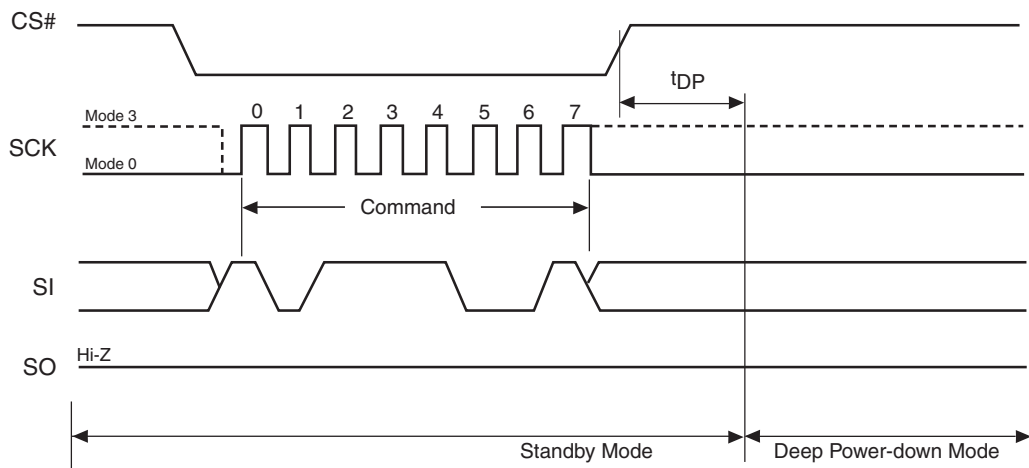 CS#
tDP
Mode 3
0 1 2 3 4 5 6 7
SCK
Mode 0
Command
SI
Hi-Z
SO
Standby Mode
Deep Power-down Mode